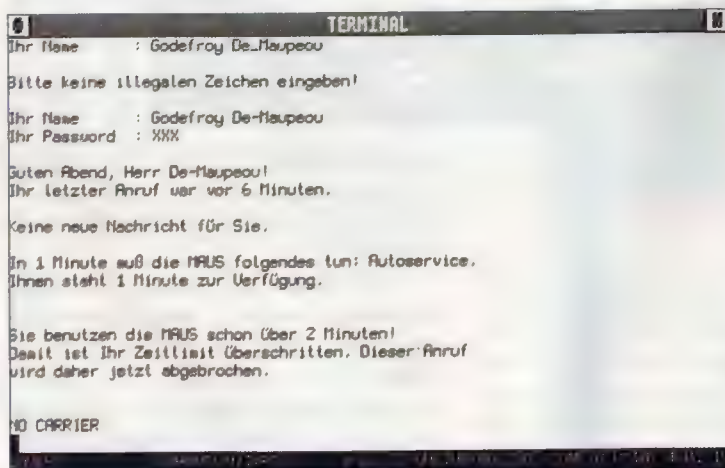 TERMINAL
Ihr Name : Godefroy De_Maupeou
Bitte keine illegalen Zeichen eingeben!
Ihr Name : Godefroy De-Maupeou
Ihr Password : XXX
Guten Abend, Herr De-Maupeou!
Ihr letzter Anruf war vor 6 Minuten.
Keine neue Nachricht für Sie.
In 1 Minute muß die MAUS folgendes tun: Autoservice.
Ihnen steht 1 Minute zur Verfügung.
Sie benutzen die MAUS schon über 2 Minuten!
Damit ist Ihr Zeitlimit überschritten. Dieser Anruf
wird daher jetzt abgebrochen.
NO CARRIER